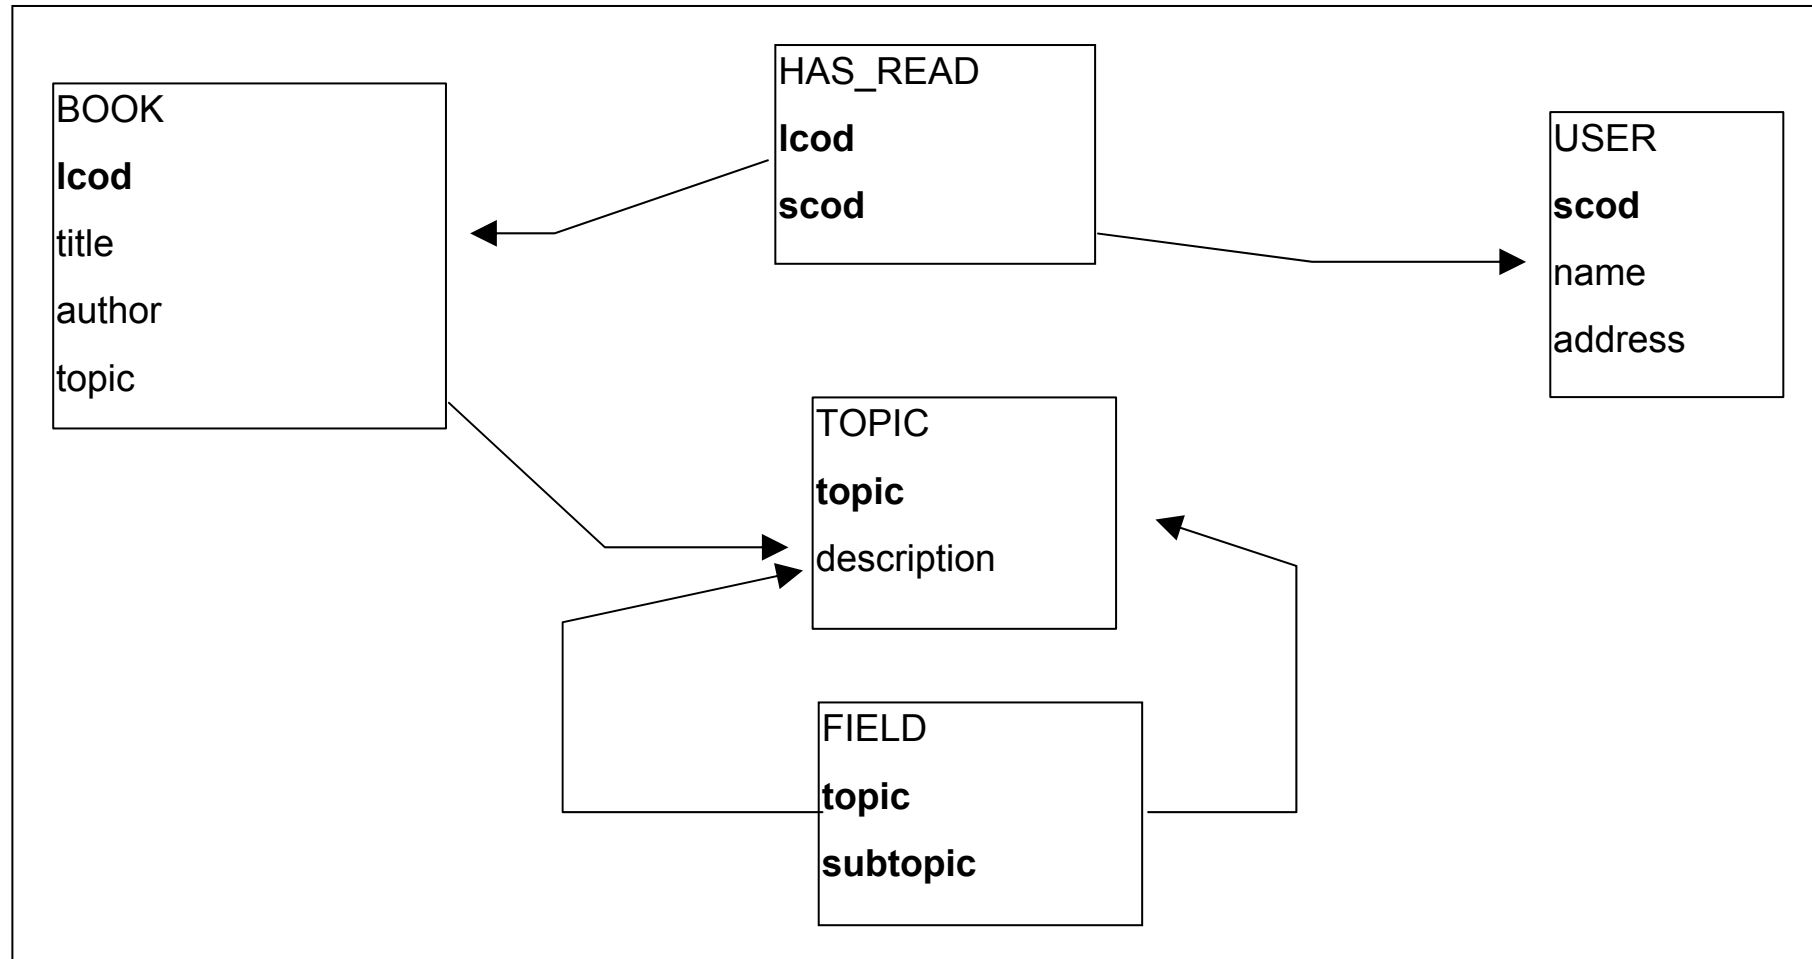 BOOK
lcod
title
author
topic
HAS_READ
lcod
scod
USER
scod
name
address
TOPIC
topic
description
FIELD
topic
subtopic